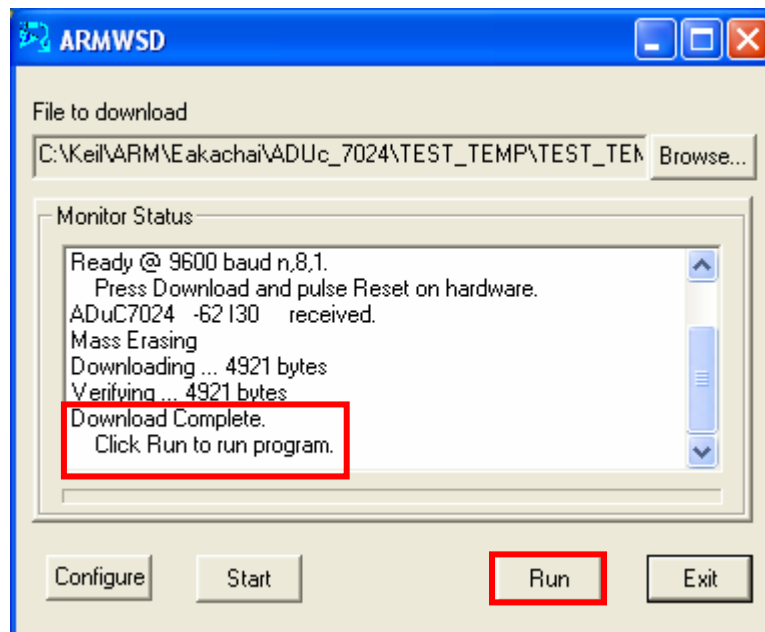 ARMWSD
File to download
C:\Keil\ARM\Eakachai\ADUc_7024\TEST_TEMP\TEST_TEM
Browse...
Monitor Status
Ready @ 9600 baud n,8,1.
Press Download and pulse Reset on hardware.
ADuC7024 -62 I30 received.
Mass Erasing
Downloading ... 4921 bytes
Verifying ... 4921 bytes
Download Complete.
Click Run to run program.
Configure
Start
Run
Exit